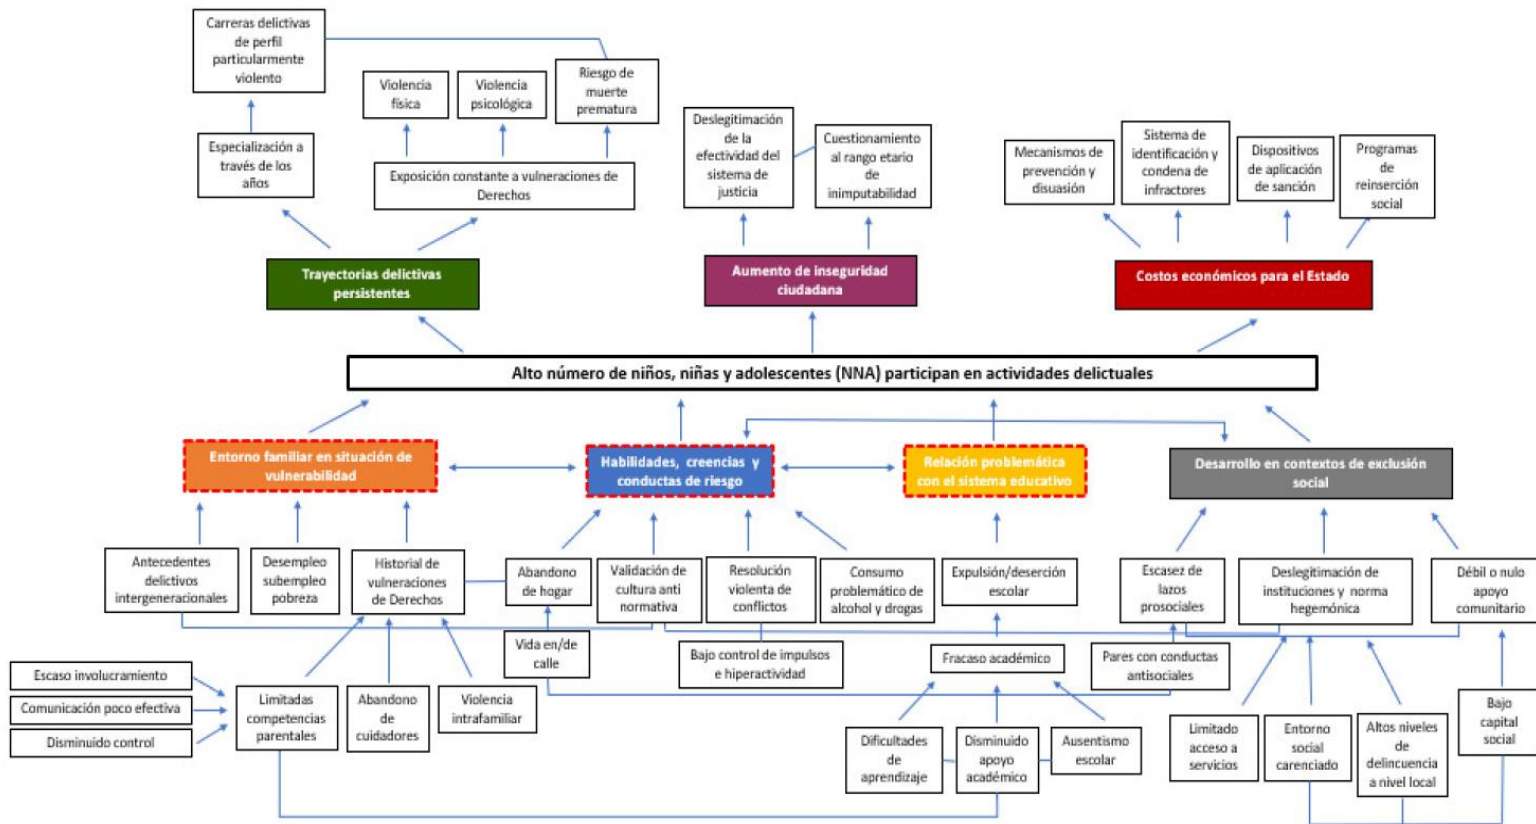 Carreras delictivas
de perfil
particularmente
violento
Violencia
física
Violencia
psicológica
Riesgo de
muerte
prematura
Especialización a
través de los
años
Exposición constante a vulneraciones de
Derechos
Deslegitimación
de la
efectividad del
sistema de
justicia
Cuestionamiento
al rango etario
de
inimputabilidad
Mecanismos de
prevención y
disuasión
Sistema de
identificación y
condena de
infractores
Dispositivos
de aplicación
de sanción
Programas
de
reinserción
social
Trayectorias delictivas
persistentes
Aumento de inseguridad
ciudadana
Costos económicos para el Estado
Alto número de niños, niñas y adolescentes (NNA) participan en actividades delictuales
Entorno familiar en situación de
vulnerabilidad
Habilidades, creencias y
conductas de riesgo
Relación problemática
con el sistema educativo
Desarrollo en contextos de exclusión
social
Antecedentes
delictivos
intergeneracionales
Desempleo
subempleo
pobreza
Historial de
vulneraciones
de Derechos
Abandono
de hogar
Validación de
cultura anti
normativa
Resolución
violenta de
conflictos
Consumo
problemático de
alcohol y drogas
Expulsión/deserción
escolar
Escasez de
lazos
prosociales
Deslegitimación de
instituciones y norma
hegemónica
Débil o nulo
apoyo
comunitario
Vida en/de
calle
Bajo control de impulsos
e hiperactividad
Fracaso académico
Pares con conductas
antisociales
Escaso involucramiento
Comunicación poco efectiva
Disminuido control
Limitadas
competencias
parentales
Abandono
de
cuidadores
Violencia
intrafamiliar
Dificultades
de
aprendizaje
Disminuido
apoyo
académico
Ausentismo
escolar
Limitado
acceso a
servicios
Entorno
social
carenciado
Altos niveles
de
delincuencia
a nivel local
Bajo
capital
social